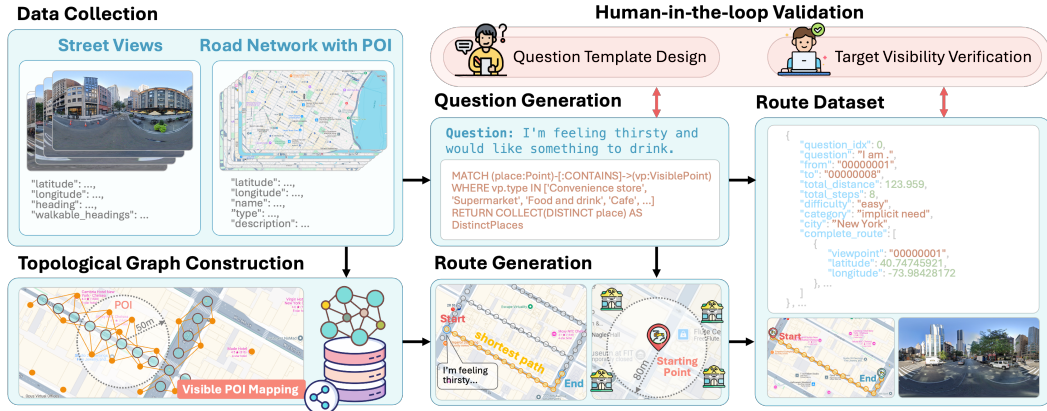 Data Collection
Street Views
Road Network with POI
"latitude": ...,
"longitude": ...,
"heading": ...,
"walkable_headings": ...
"latitude": ...,
"longitude": ...,
"name": ...,
"type": ...,
"description": ...
Human-in-the-loop Validation
Question Template Design
Target Visibility Verification
Question Generation
Question: I'm feeling thirsty and
would like something to drink.
MATCH (place:Point)-[:CONTAINS]->(vp:VisiblePoint)
WHERE vp.type IN ['Convenience store',
'Supermarket', 'Food and drink', 'Cafe', ...]
RETURN COLLECT(DISTINCT place) AS
DistinctPlaces
Route Dataset
{
"question_idx": 0,
"question": "I am .",
"from": "00000001",
"to": "00000008",
"total_distance": 123.959,
"total_steps": 8,
"difficulty": "easy",
"category": "implicit need",
"city": "New York",
"complete_route": [
{
"viewpoint": "00000001",
"latitude": 40.74745921,
"longitude": -73.98428172
}, ...
]
}, ...
Start
End
Topological Graph Construction
POI
50m
Visible POI Mapping
Route Generation
Start
shortest path
I'm feeling
thirsty...
End
Starting
Point
80m